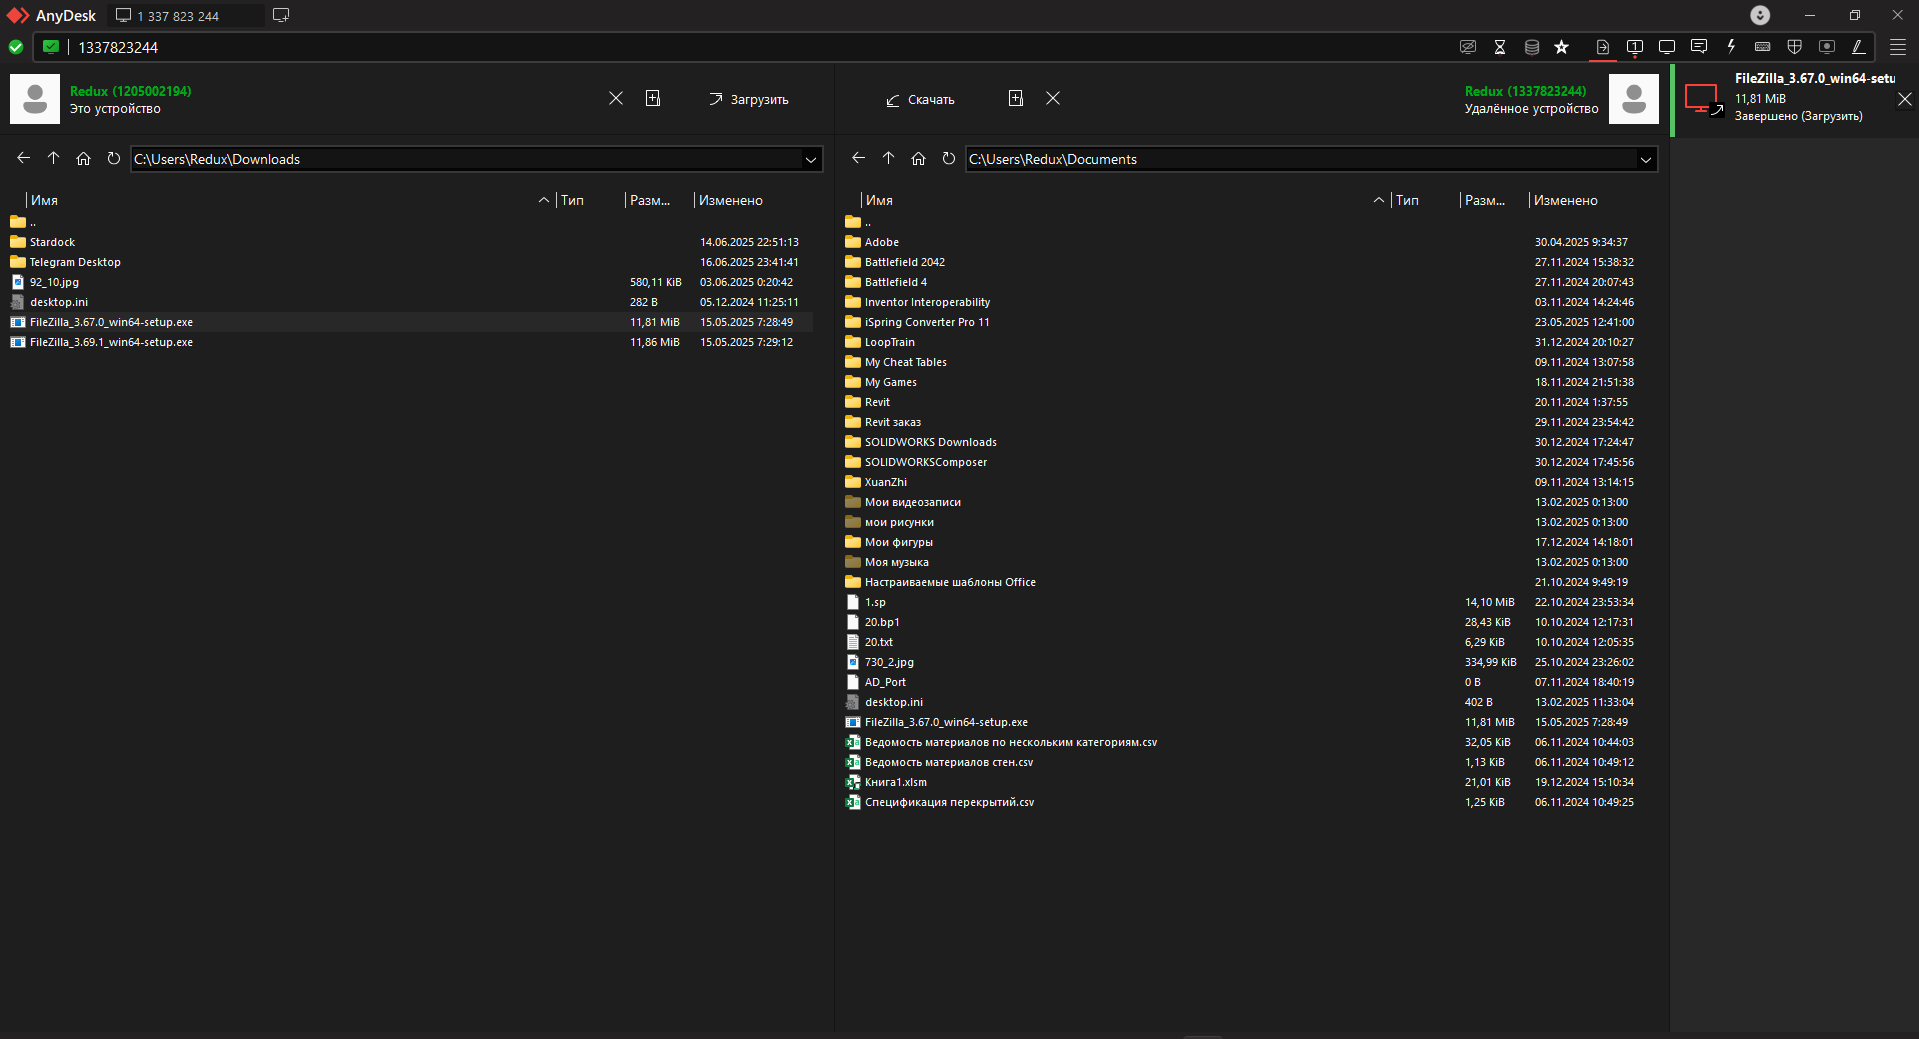 AnyDesk 1 337 823 244
1337823244
Redux (1205002194)
Это устройство
Загрузить
Скачать
Redux (1337823244)
Удалённое устройство
FileZilla_3.67.0_win64-setu
11,81 MiB
Завершено (Загрузить)
C:\Users\Redux\Downloads
Имя Тип Разм... Изменено
..
Stardock 14.06.2025 22:51:13
Telegram Desktop 16.06.2025 23:41:41
92_10.jpg 580,11 KiB 03.06.2025 0:20:42
desktop.ini 282 B 05.12.2024 11:25:11
FileZilla_3.67.0_win64-setup.exe 11,81 MiB 15.05.2025 7:28:49
FileZilla_3.69.1_win64-setup.exe 11,86 MiB 15.05.2025 7:29:12
C:\Users\Redux\Documents
Имя Тип Разм... Изменено
..
Adobe 30.04.2025 9:34:37
Battlefield 2042 27.11.2024 15:38:32
Battlefield 4 27.11.2024 20:07:43
Inventor Interoperability 03.11.2024 14:24:46
iSpring Converter Pro 11 23.05.2025 12:41:00
LoopTrain 31.12.2024 20:10:27
My Cheat Tables 09.11.2024 13:07:58
My Games 18.11.2024 21:51:38
Revit 20.11.2024 1:37:55
Revit заказ 29.11.2024 23:54:42
SOLIDWORKS Downloads 30.12.2024 17:24:47
SOLIDWORKSComposer 30.12.2024 17:45:56
XuanZhi 09.11.2024 13:14:15
Мои видеозаписи 13.02.2025 0:13:00
мои рисунки 13.02.2025 0:13:00
Мои фигуры 17.12.2024 14:18:01
Моя музыка 13.02.2025 0:13:00
Настраиваемые шаблоны Office 21.10.2024 9:49:19
1.sp 14,10 MiB 22.10.2024 23:53:34
20.bp1 28,43 KiB 10.10.2024 12:17:31
20.txt 6,29 KiB 10.10.2024 12:05:35
730_2.jpg 334,99 KiB 25.10.2024 23:26:02
AD_Port 0 B 07.11.2024 18:40:19
desktop.ini 402 B 13.02.2025 11:33:04
FileZilla_3.67.0_win64-setup.exe 11,81 MiB 15.05.2025 7:28:49
Ведомость материалов по нескольким категориям.csv 32,05 KiB 06.11.2024 10:44:03
Ведомость материалов стен.csv 1,13 KiB 06.11.2024 10:49:12
Книга1.xlsm 21,01 KiB 19.12.2024 15:10:34
Спецификация перекрытий.csv 1,25 KiB 06.11.2024 10:49:25